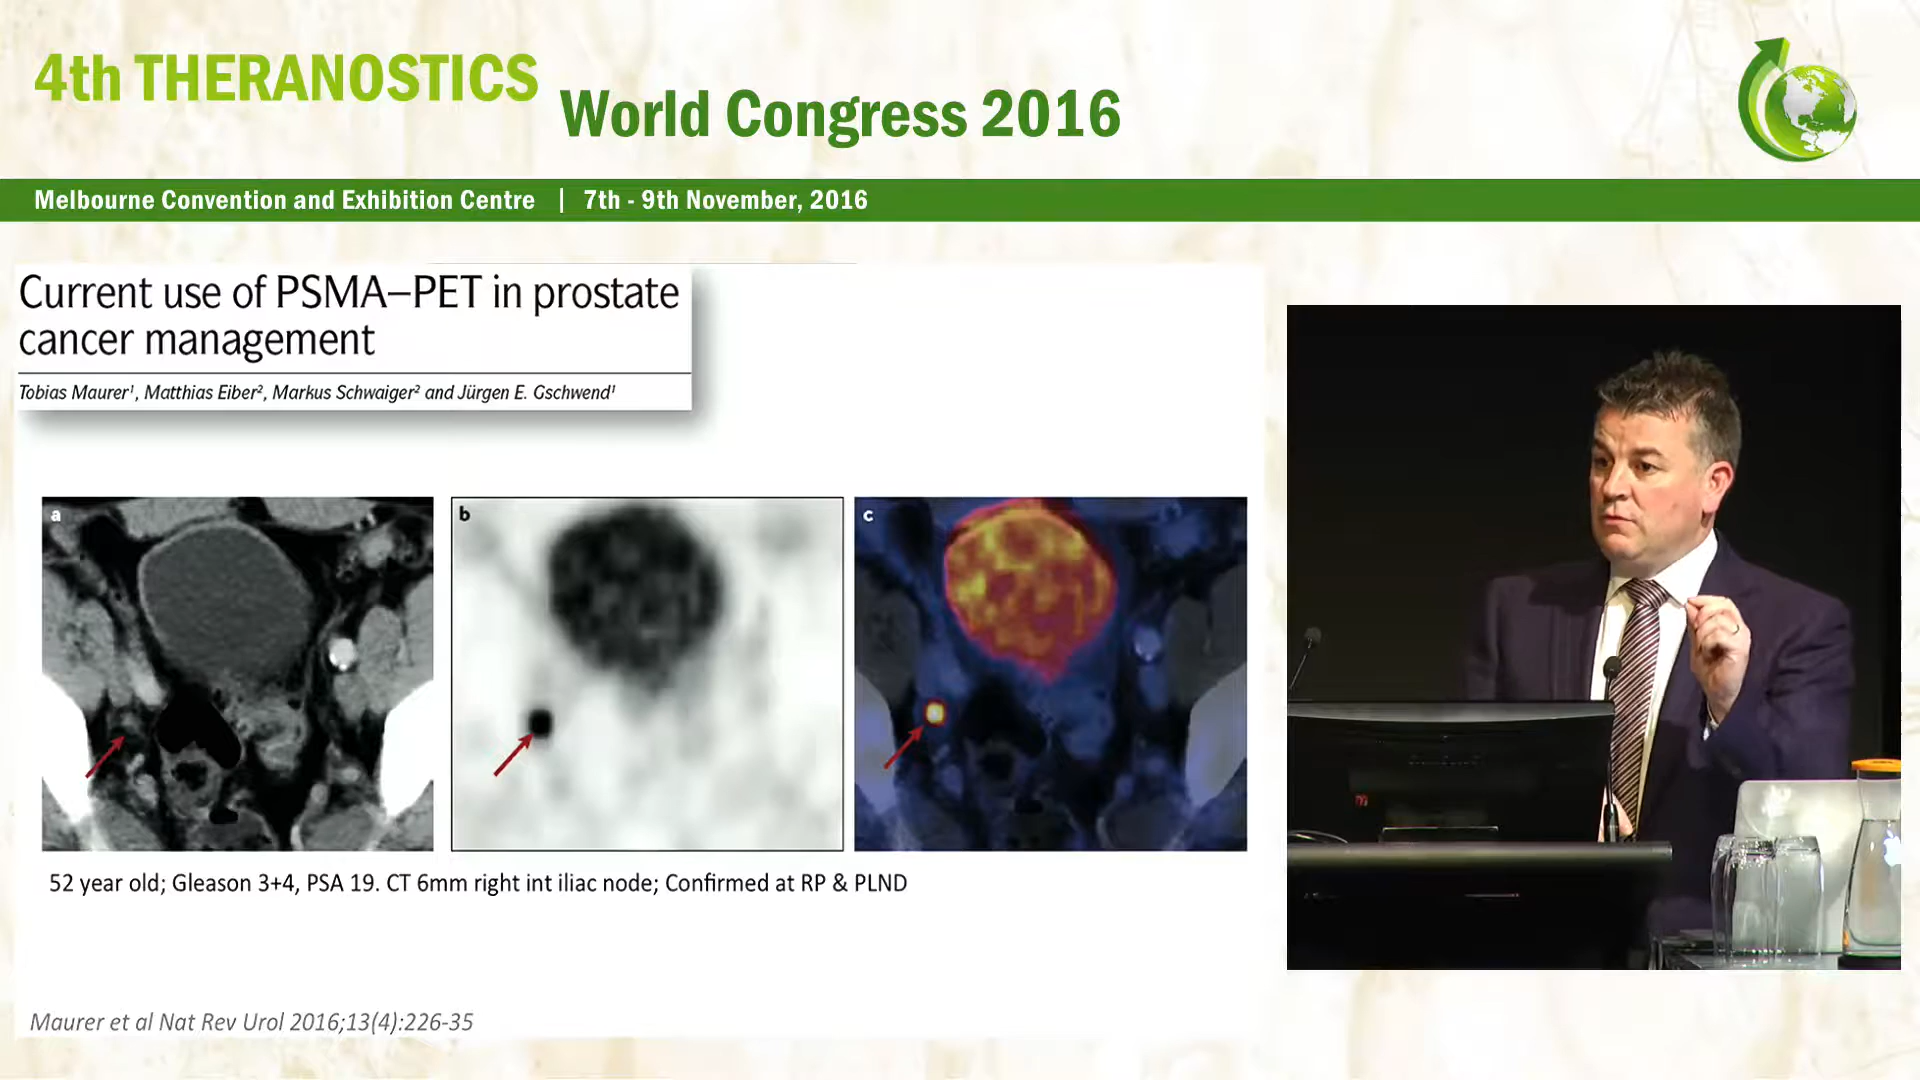 4th THERANOSTICS
World Congress 2016
Melbourne Convention and Exhibition Centre | 7th - 9th November, 2016
Current use of PSMA–PET in prostate
cancer management
Tobias Maurer¹, Matthias Eiber², Markus Schwaiger² and Jürgen E. Gschwend¹
a
b
c
52 year old; Gleason 3+4, PSA 19. CT 6mm right int iliac node; Confirmed at RP & PLND
Maurer et al Nat Rev Urol 2016;13(4):226-35